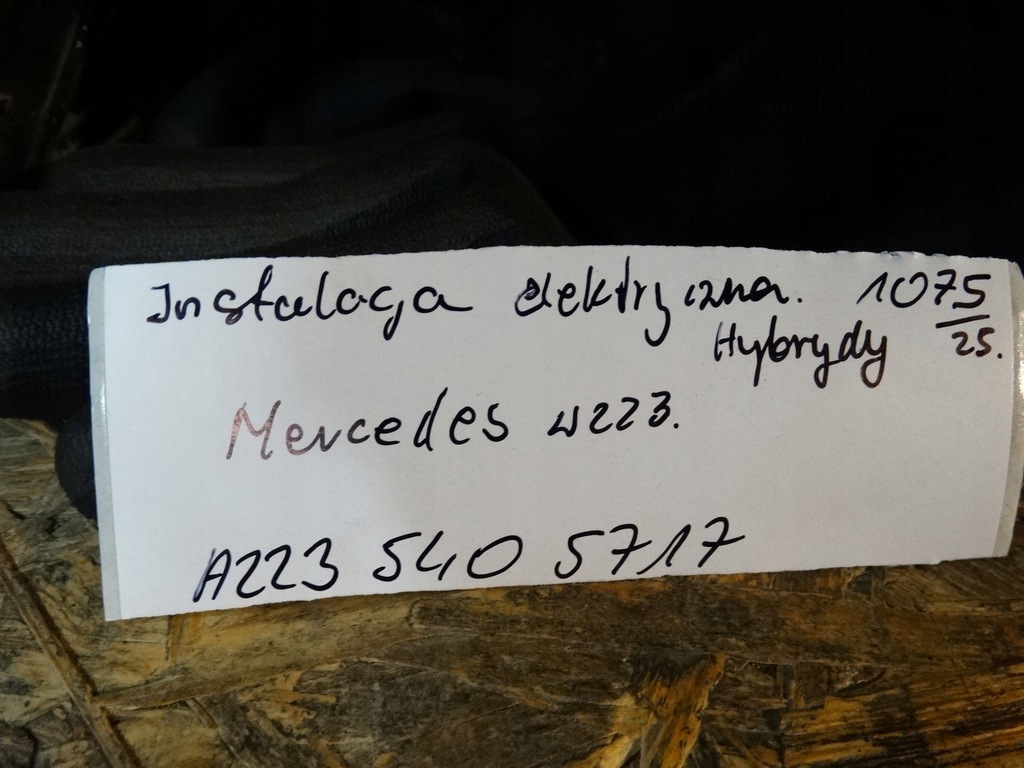 Instalacja elektryczna. 1075
Hybrydy 25.
Mercedes w223.
A223 540 5717